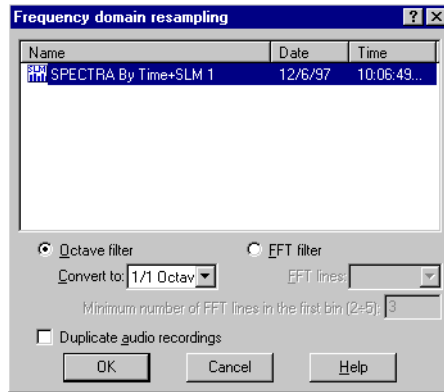 Frequency domain resampling
Name Date Time
SPECTRA By Time+SLM 1 12/6/97 10:06:49...
Octave filter FFT filter
Convert to: 1/1 Octav FFT lines:
Minimum number of FFT lines in the first bin (2÷5): 3
Duplicate audio recordings
OK Cancel Help